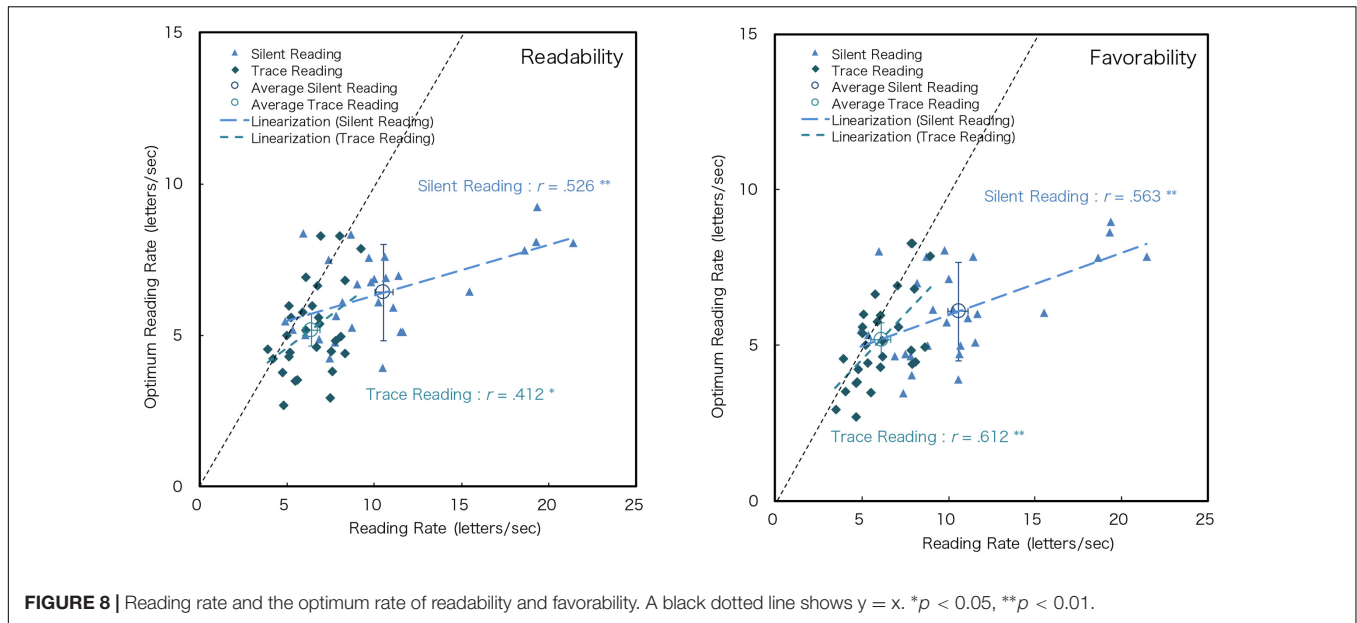 Readability
Silent Reading
Trace Reading
Average Silent Reading
Average Trace Reading
Linearization (Silent Reading)
Linearization (Trace Reading)
Silent Reading : r = .526 **
Trace Reading : r = .412 *
15
10
5
0
Optimum Reading Rate (letters/sec)
0 5 10 15 20 25
Reading Rate (letters/sec)
Favorability
Silent Reading
Trace Reading
Average Silent Reading
Average Trace Reading
Linearization (Silent Reading)
Linearization (Trace Reading)
Silent Reading : r = .563 **
Trace Reading : r = .612 **
15
10
5
0
Optimum Reading Rate (letters/sec)
0 5 10 15 20 25
Reading Rate (letters/sec)
FIGURE 8 | Reading rate and the optimum rate of readability and favorability. A black dotted line shows y = x. *p < 0.05, **p < 0.01.